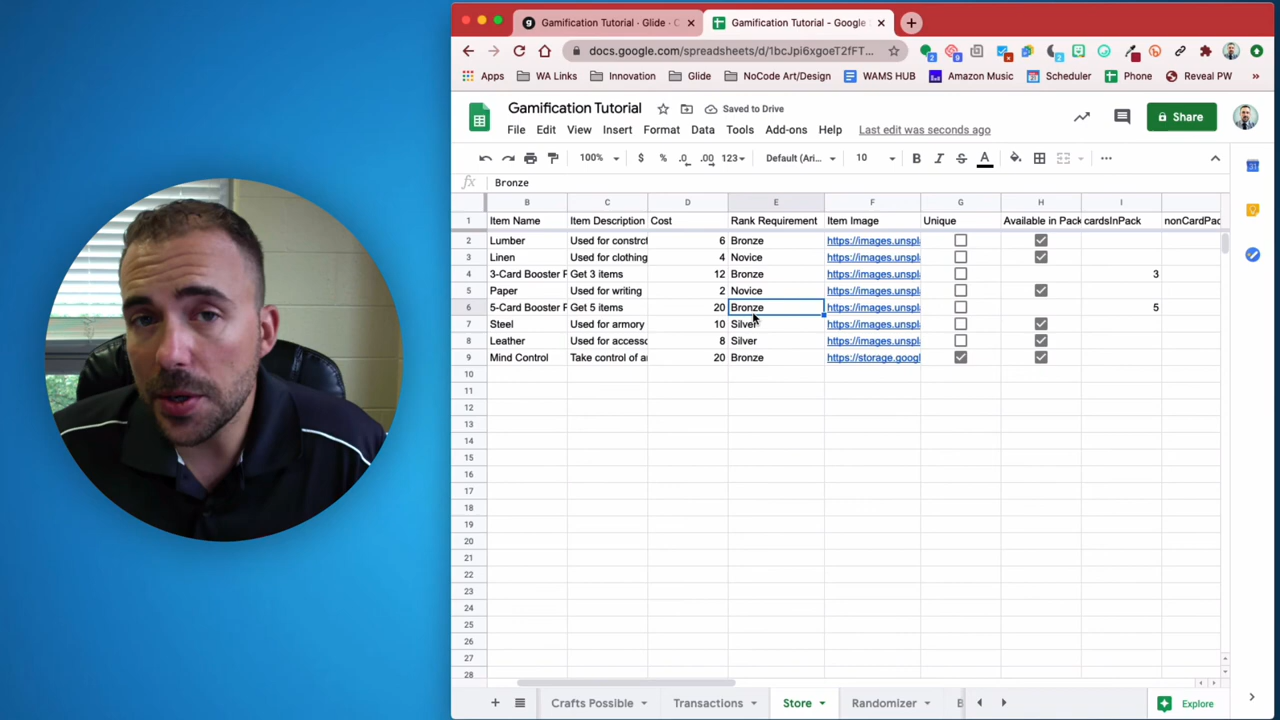 Gamification Tutorial · Glide · C
Gamification Tutorial - Google
docs.google.com/spreadsheets/d/1bcJpi6xgoeT2fFT...
Apps WA Links Innovation Glide NoCode Art/Design WAMS HUB Amazon Music Scheduler Phone Reveal PW »
Gamification Tutorial Saved to Drive
Share
File Edit View Insert Format Data Tools Add-ons Help Last edit was seconds ago
100% $ % .0 .00 123 Default (Ari... 10 B I S A
fx Bronze
B C D E F G H I
1 Item Name Item Description Cost Rank Requirement Item Image Unique Available in Pack cardsInPack nonCardPac
2 Lumber Used for constrct 6 Bronze https://images.unspl
3 Linen Used for clothing 4 Novice https://images.unspl
4 3-Card Booster P Get 3 items 12 Bronze https://images.unspl 3
5 Paper Used for writing 2 Novice https://images.unspl
6 5-Card Booster P Get 5 items 20 Bronze https://images.unspl 5
7 Steel Used for armory 10 Silver https://images.unspl
8 Leather Used for accesso 8 Silver https://images.unspl
9 Mind Control Take control of ar 20 Bronze https://storage.googl
10
11
12
13
14
15
16
17
18
19
20
21
22
23
24
25
26
27
28
Crafts Possible Transactions Store Randomizer Explore